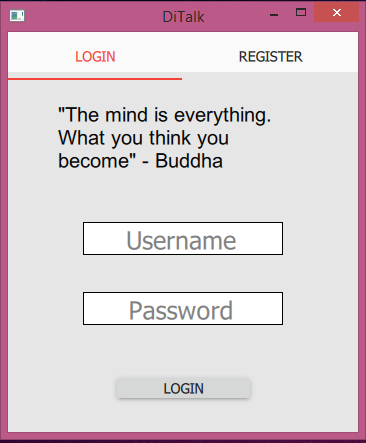 DiTalk
LOGIN REGISTER
"The mind is everything.
What you think you
become" - Buddha
Username
Password
LOGIN